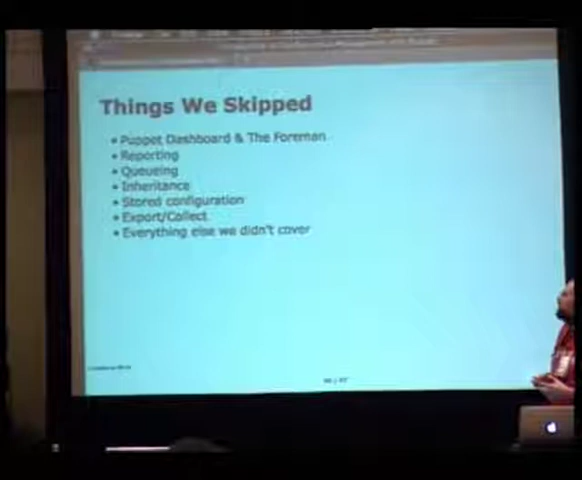 Things We Skipped
• Puppet Dashboard & The Foreman
• Reporting
• Queueing
• Inheritance
• Stored configuration
• Export/Collect
• Everything else we didn't cover